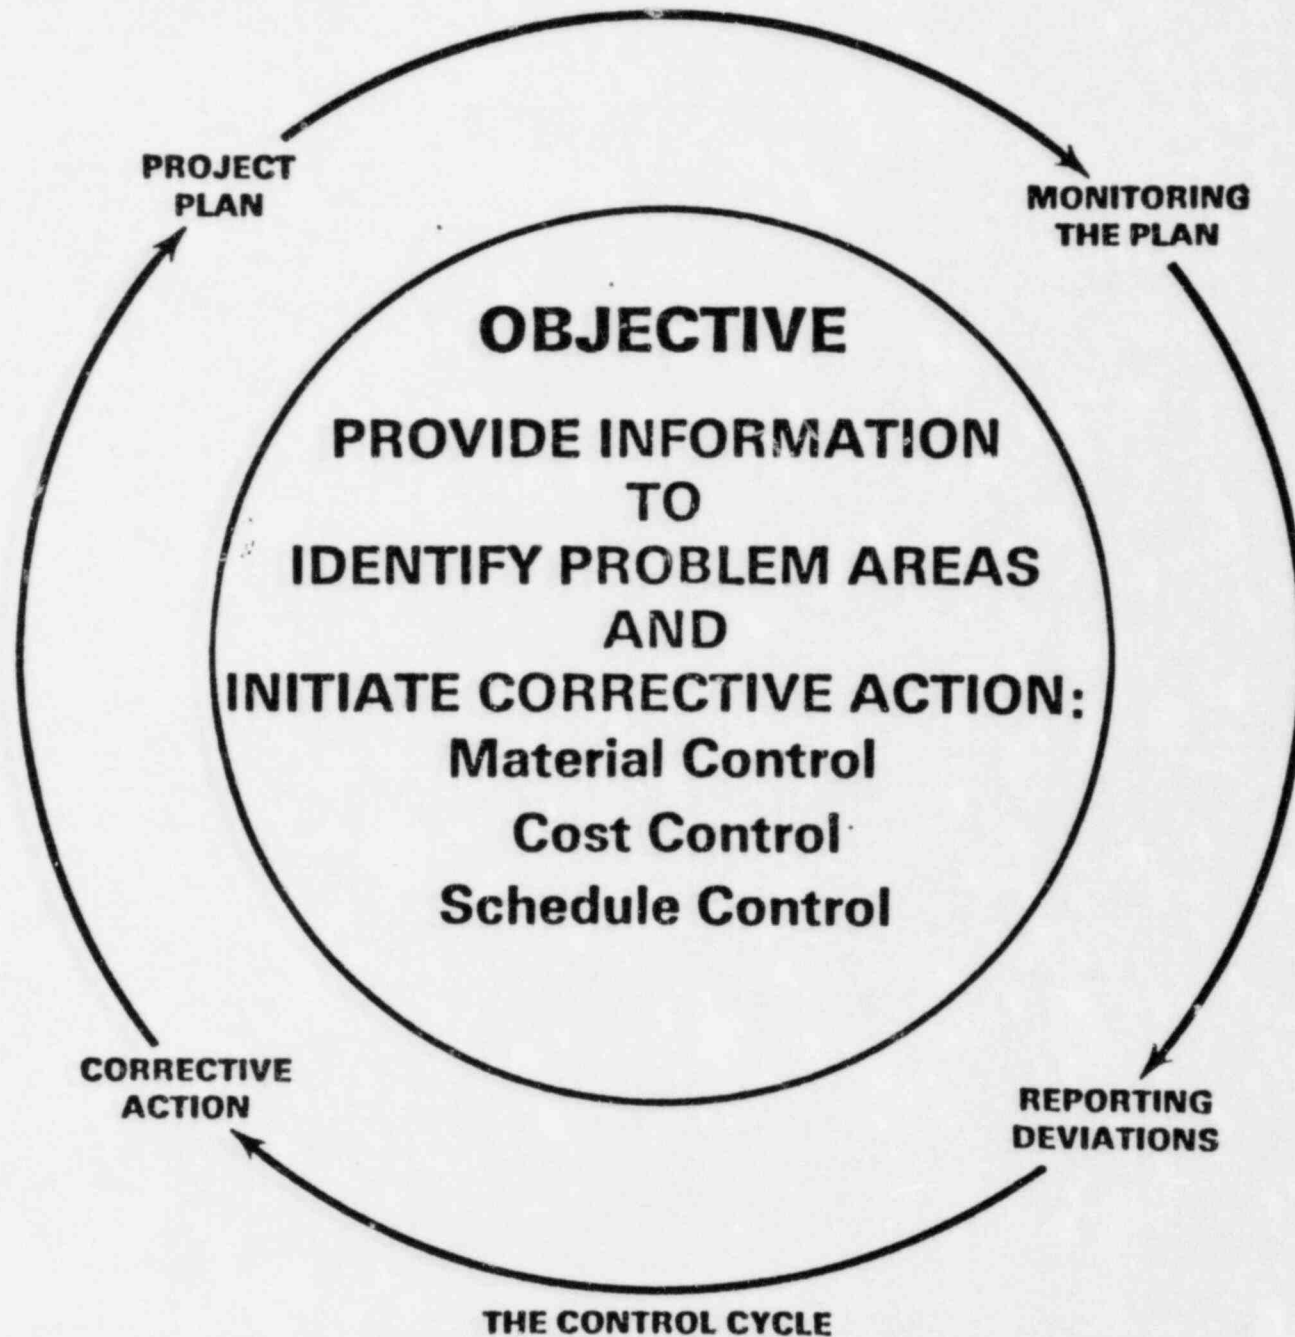 PROJECT
PLAN
MONITORING
THE PLAN
OBJECTIVE
PROVIDE INFORMATION
TO
IDENTIFY PROBLEM AREAS
AND
INITIATE CORRECTIVE ACTION:
Material Control
Cost Control
Schedule Control
CORRECTIVE
ACTION
REPORTING
DEVIATIONS
THE CONTROL CYCLE